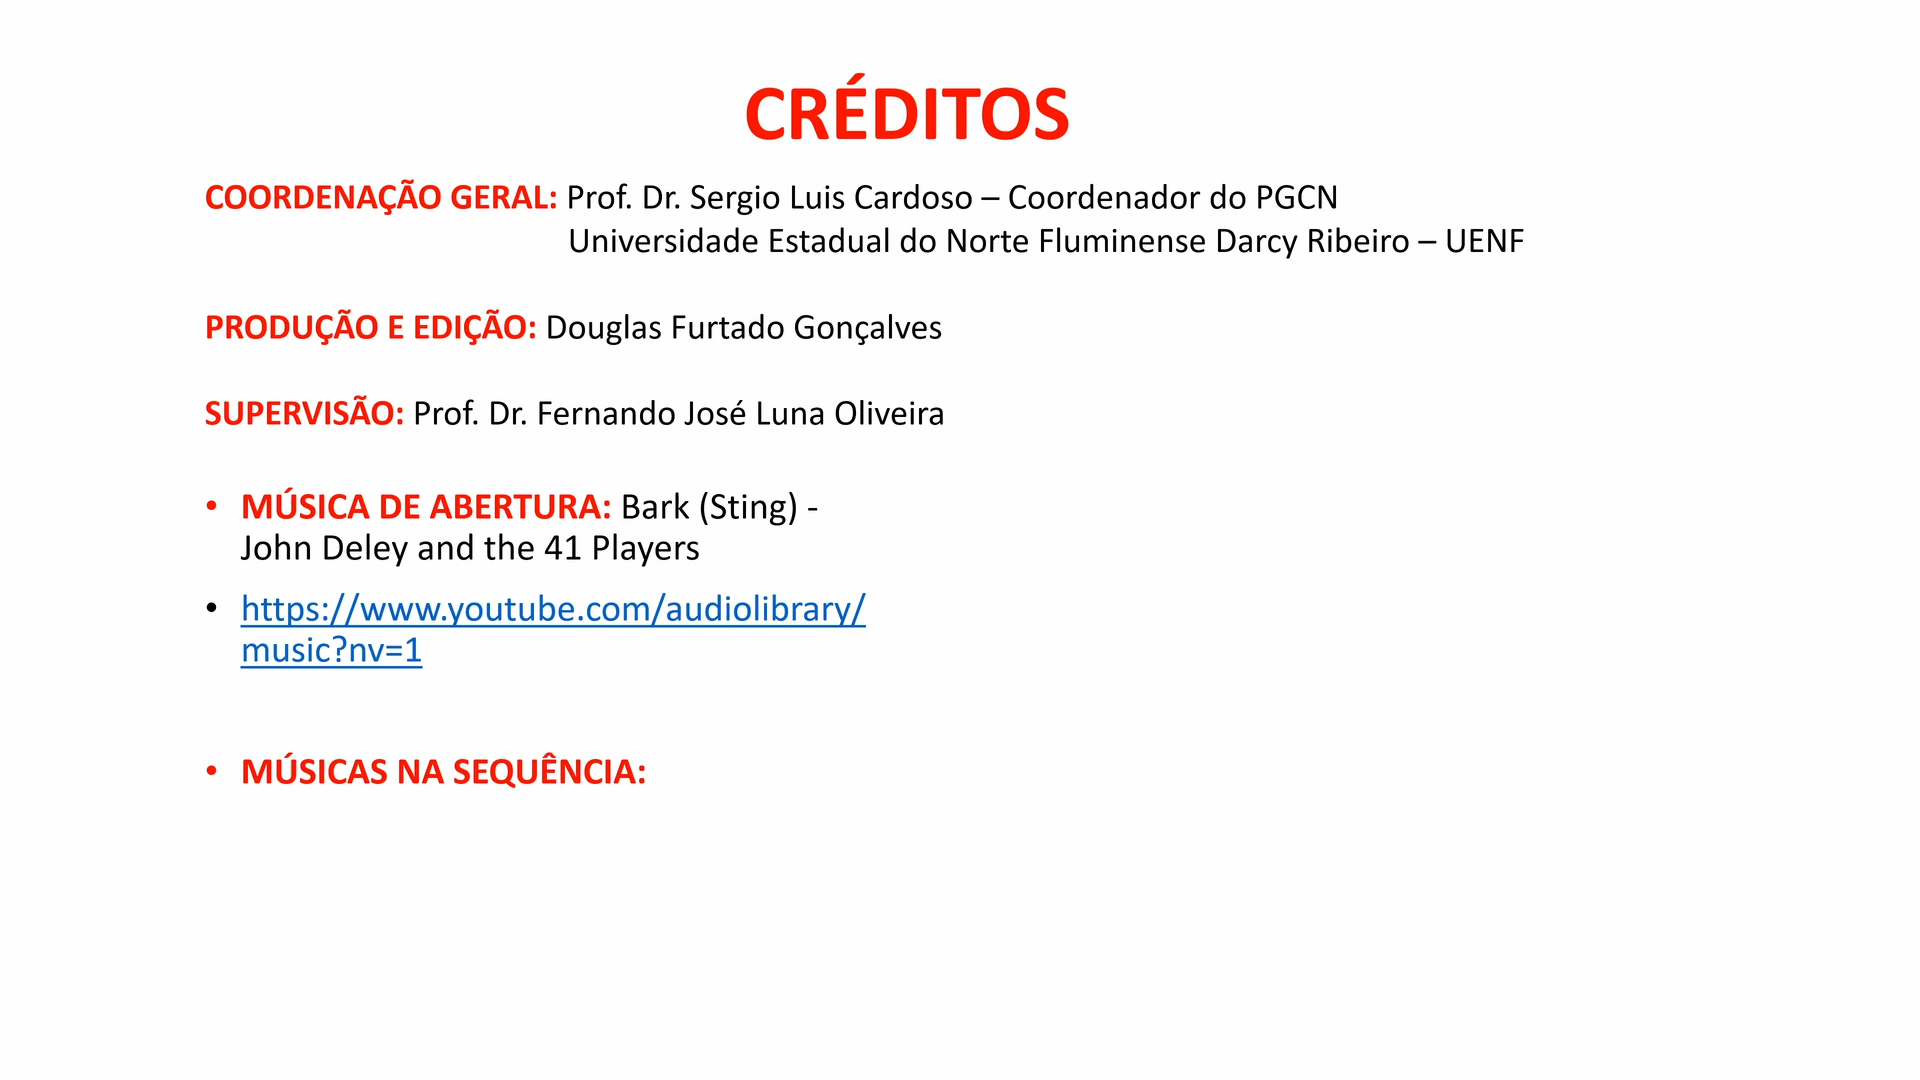 CRÉDITOS
COORDENAÇÃO GERAL: Prof. Dr. Sergio Luis Cardoso – Coordenador do PGCN
Universidade Estadual do Norte Fluminense Darcy Ribeiro – UENF
PRODUÇÃO E EDIÇÃO: Douglas Furtado Gonçalves
SUPERVISÃO: Prof. Dr. Fernando José Luna Oliveira
• MÚSICA DE ABERTURA: Bark (Sting) -
John Deley and the 41 Players
• https://www.youtube.com/audiolibrary/
music?nv=1
• MÚSICAS NA SEQUÊNCIA: